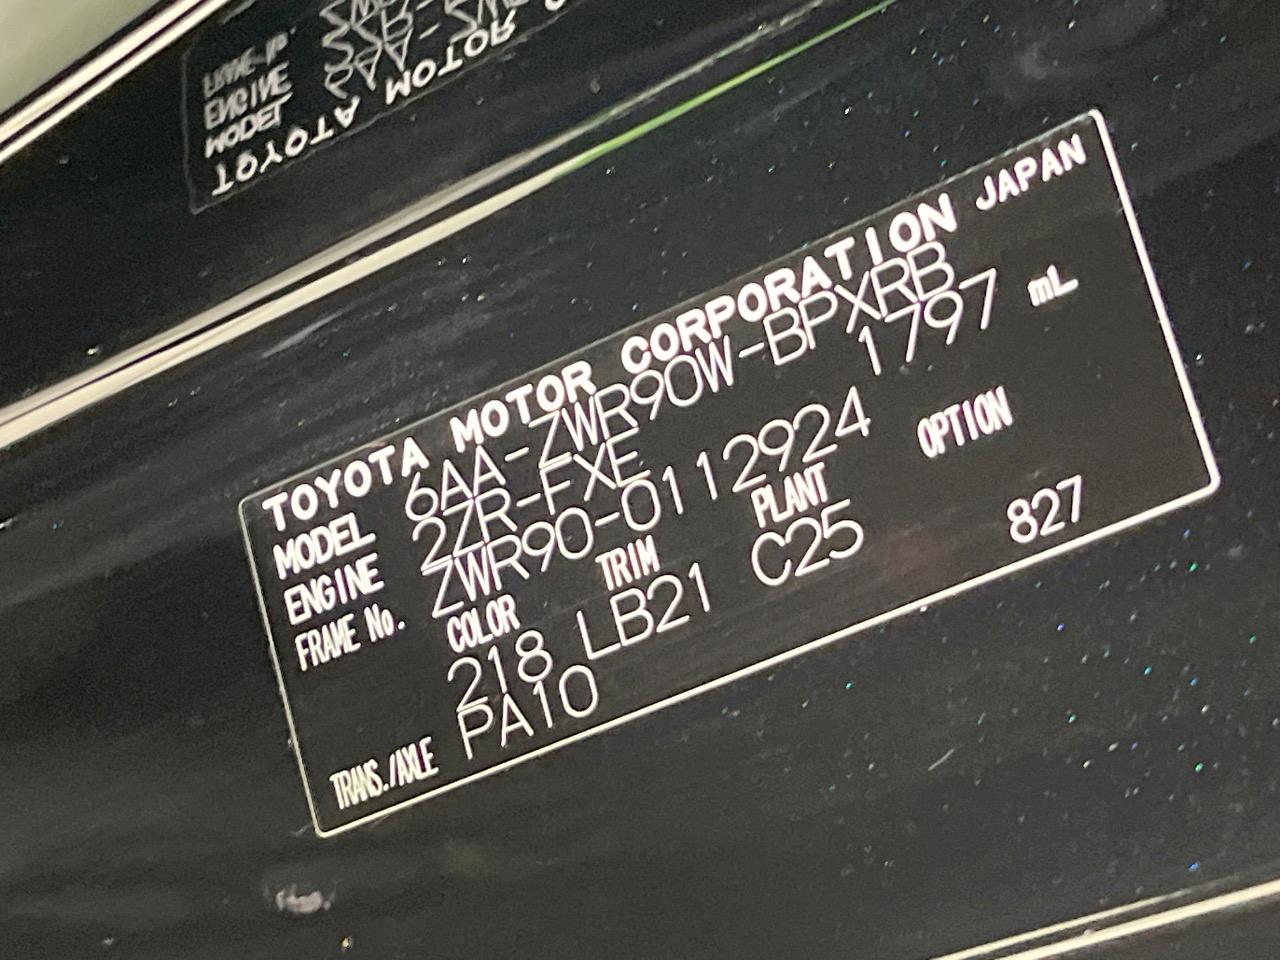 TOYOTA MOTOR CORPORATION JAPAN
MODEL 6AA-ZWR90W-BPXRB
ENGINE 2ZR-FXE 1797 mL
FRAME No. ZWR90-0112924
COLOR TRIM PLANT OPTION
218 LB21 C25 827
TRANS./AXLE PA10
TOYOTA MOTOR
MODEL
ENGINE